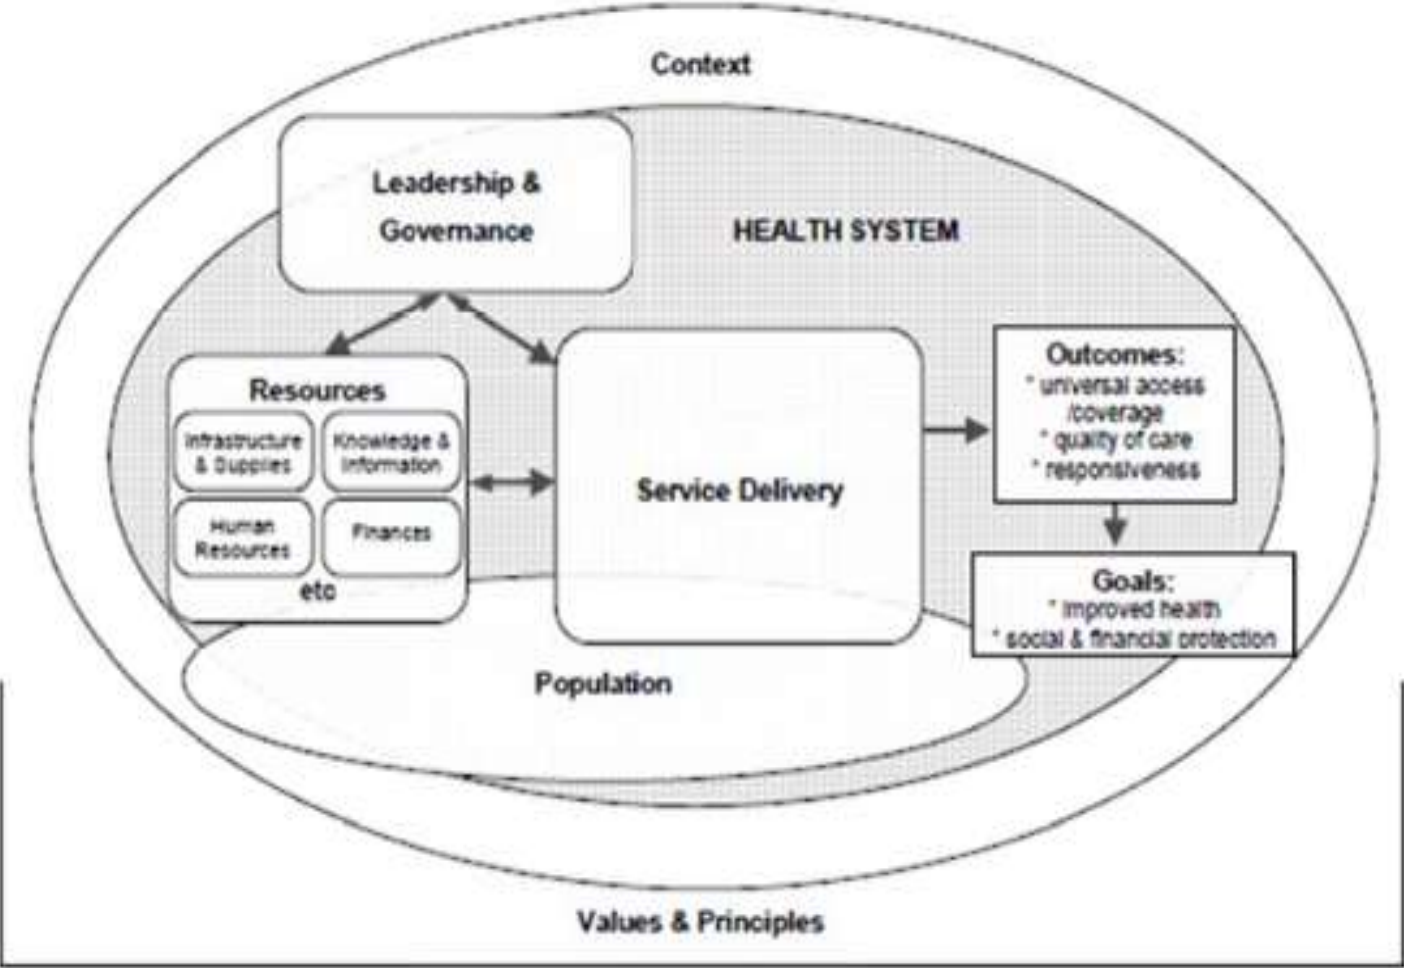 Context
Leadership &
Governance
HEALTH SYSTEM
Resources
Infrastructure
& Supplies
Knowledge &
Information
Human
Resources
Finances
etc
Service Delivery
Outcomes:
* universal access
/coverage
* quality of care
* responsiveness
Goals:
* improved health
* social & financial protection
Population
Values & Principles